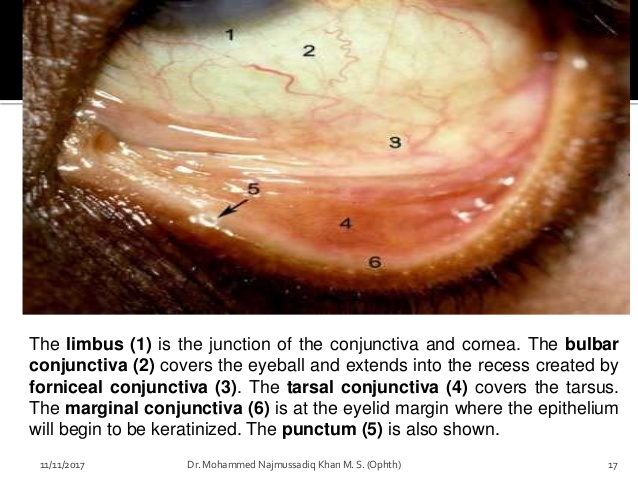 1
2
3
5
4
6
The limbus (1) is the junction of the conjunctiva and cornea. The bulbar
conjunctiva (2) covers the eyeball and extends into the recess created by
forniceal conjunctiva (3). The tarsal conjunctiva (4) covers the tarsus.
The marginal conjunctiva (6) is at the eyelid margin where the epithelium
will begin to be keratinized. The punctum (5) is also shown.
11/11/2017 Dr. Mohammed Najmussadiq Khan M. S. (Ophth) 17